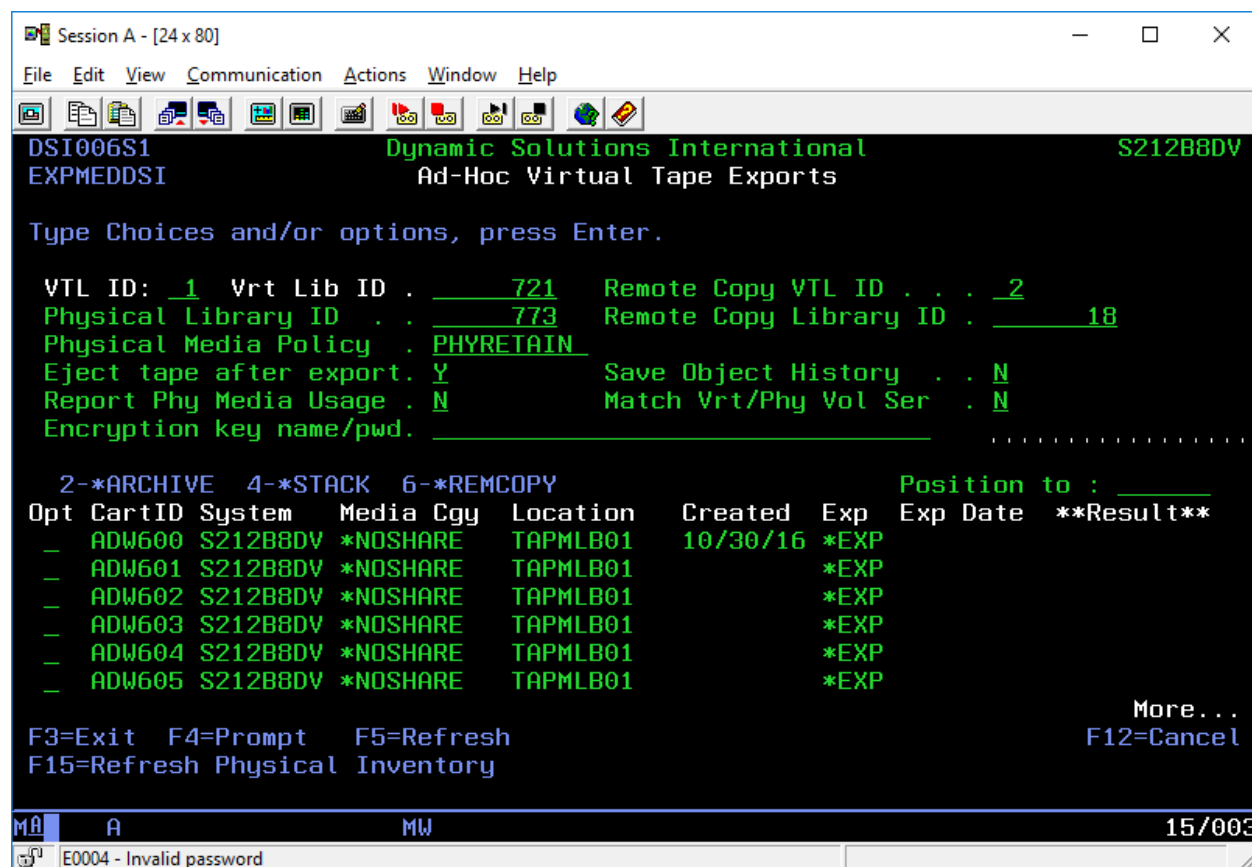 Session A - [24 x 80]
File Edit View Communication Actions Window Help
DSI006S1 Dynamic Solutions International S212B8DV
EXPMEDDSI Ad-Hoc Virtual Tape Exports
Type Choices and/or options, press Enter.
VTL ID: 1 Vrt Lib ID . 721 Remote Copy VTL ID . . . 2
Physical Library ID . . 773 Remote Copy Library ID . 18
Physical Media Policy . PHYRETAIN
Eject tape after export. Y Save Object History . . N
Report Phy Media Usage . N Match Vrt/Phy Vol Ser . N
Encryption key name/pwd.
2-*ARCHIVE 4-*STACK 6-*REMCOPY Position to :
Opt CartID System Media Cgy Location Created Exp Exp Date **Result**
ADW600 S212B8DV *NOSHARE TAPMLB01 10/30/16 *EXP
ADW601 S212B8DV *NOSHARE TAPMLB01 *EXP
ADW602 S212B8DV *NOSHARE TAPMLB01 *EXP
ADW603 S212B8DV *NOSHARE TAPMLB01 *EXP
ADW604 S212B8DV *NOSHARE TAPMLB01 *EXP
ADW605 S212B8DV *NOSHARE TAPMLB01 *EXP
More...
F3=Exit F4=Prompt F5=Refresh F12=Cancel
F15=Refresh Physical Inventory
MA A MW 15/003
E0004 - Invalid password